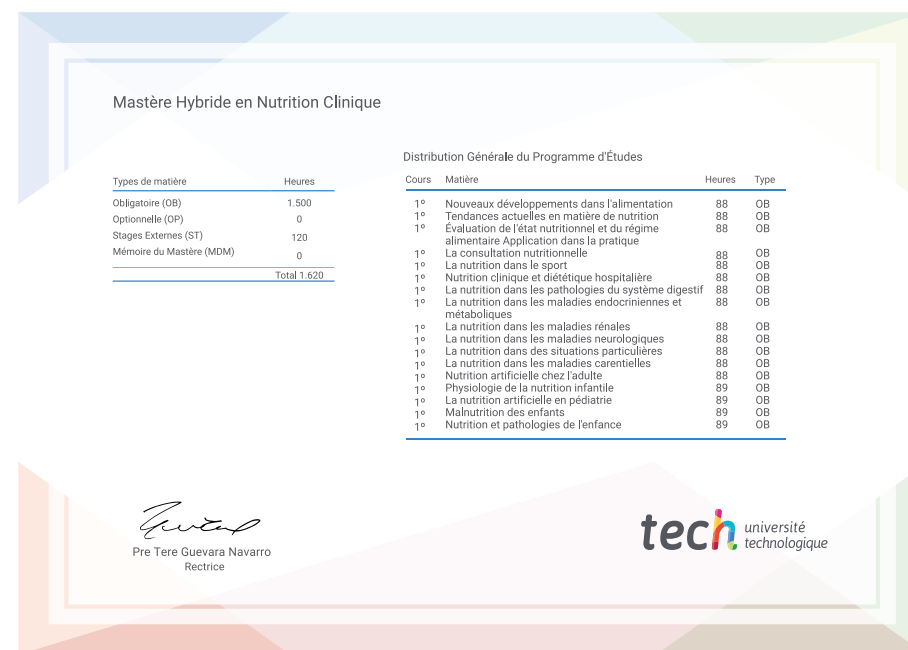 Mastère Hybride en Nutrition Clinique
Types de matière Heures
Obligatoire (OB) 1.500
Optionnelle (OP) 0
Stages Externes (ST) 120
Mémoire du Mastère (MDM) 0
Total 1.620
Distribution Générale du Programme d'Études
Cours Matière Heures Type
1º Nouveaux développements dans l'alimentation 88 OB
1º Tendances actuelles en matière de nutrition 88 OB
1º Évaluation de l'état nutritionnel et du régime 88 OB
alimentaire Application dans la pratique
1º La consultation nutritionnelle 88 OB
1º La nutrition dans le sport 88 OB
1º Nutrition clinique et diététique hospitalière 88 OB
1º La nutrition dans les pathologies du système digestif 88 OB
1º La nutrition dans les maladies endocriniennes et 88 OB
métaboliques
1º La nutrition dans les maladies rénales 88 OB
1º La nutrition dans les maladies neurologiques 88 OB
1º La nutrition dans des situations particulières 88 OB
1º La nutrition dans les maladies carentielles 88 OB
1º Nutrition artificielle chez l'adulte 88 OB
1º Physiologie de la nutrition infantile 89 OB
1º La nutrition artificielle en pédiatrie 89 OB
1º Malnutrition des enfants 89 OB
1º Nutrition et pathologies de l'enfance 89 OB
Pre Tere Guevara Navarro
Rectrice
tech université
technologique